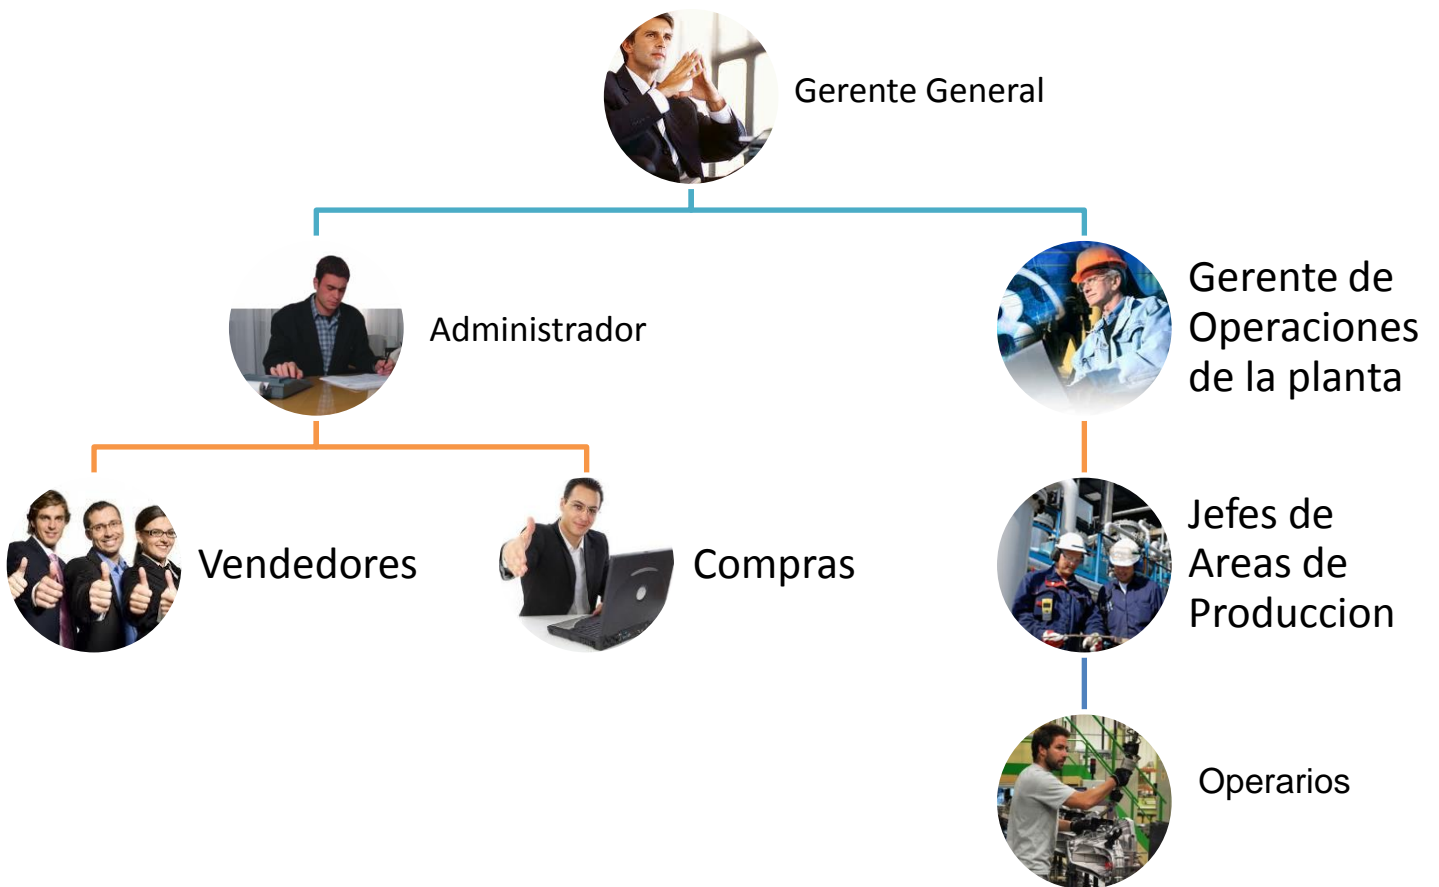 Gerente General
Administrador
Gerente de
Operaciones
de la planta
Vendedores
Compras
Jefes de
Areas de
Produccion
Operarios